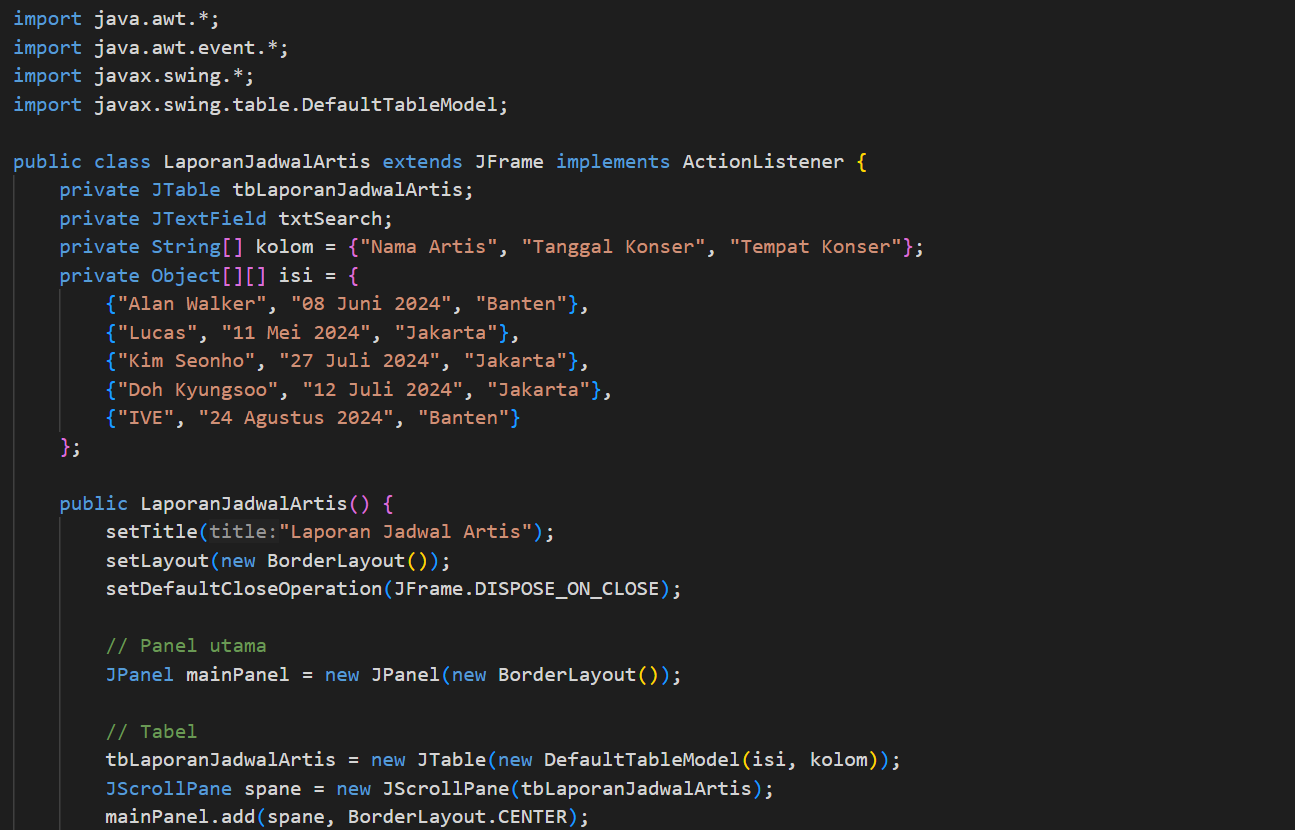 import java.awt.*;
import java.awt.event.*;
import javax.swing.*;
import javax.swing.table.DefaultTableModel;

public class LaporanJadwalArtis extends JFrame implements ActionListener {
    private JTable tbLaporanJadwalArtis;
    private JTextField txtSearch;
    private String[] kolom = {"Nama Artis", "Tanggal Konser", "Tempat Konser"};
    private Object[][] isi = {
        {"Alan Walker", "08 Juni 2024", "Banten"},
        {"Lucas", "11 Mei 2024", "Jakarta"},
        {"Kim Seonho", "27 Juli 2024", "Jakarta"},
        {"Doh Kyungsoo", "12 Juli 2024", "Jakarta"},
        {"IVE", "24 Agustus 2024", "Banten"}
    };

    public LaporanJadwalArtis() {
        setTitle(title:"Laporan Jadwal Artis");
        setLayout(new BorderLayout());
        setDefaultCloseOperation(JFrame.DISPOSE_ON_CLOSE);

        // Panel utama
        JPanel mainPanel = new JPanel(new BorderLayout());

        // Tabel
        tbLaporanJadwalArtis = new JTable(new DefaultTableModel(isi, kolom));
        JScrollPane spane = new JScrollPane(tbLaporanJadwalArtis);
        mainPanel.add(spane, BorderLayout.CENTER);